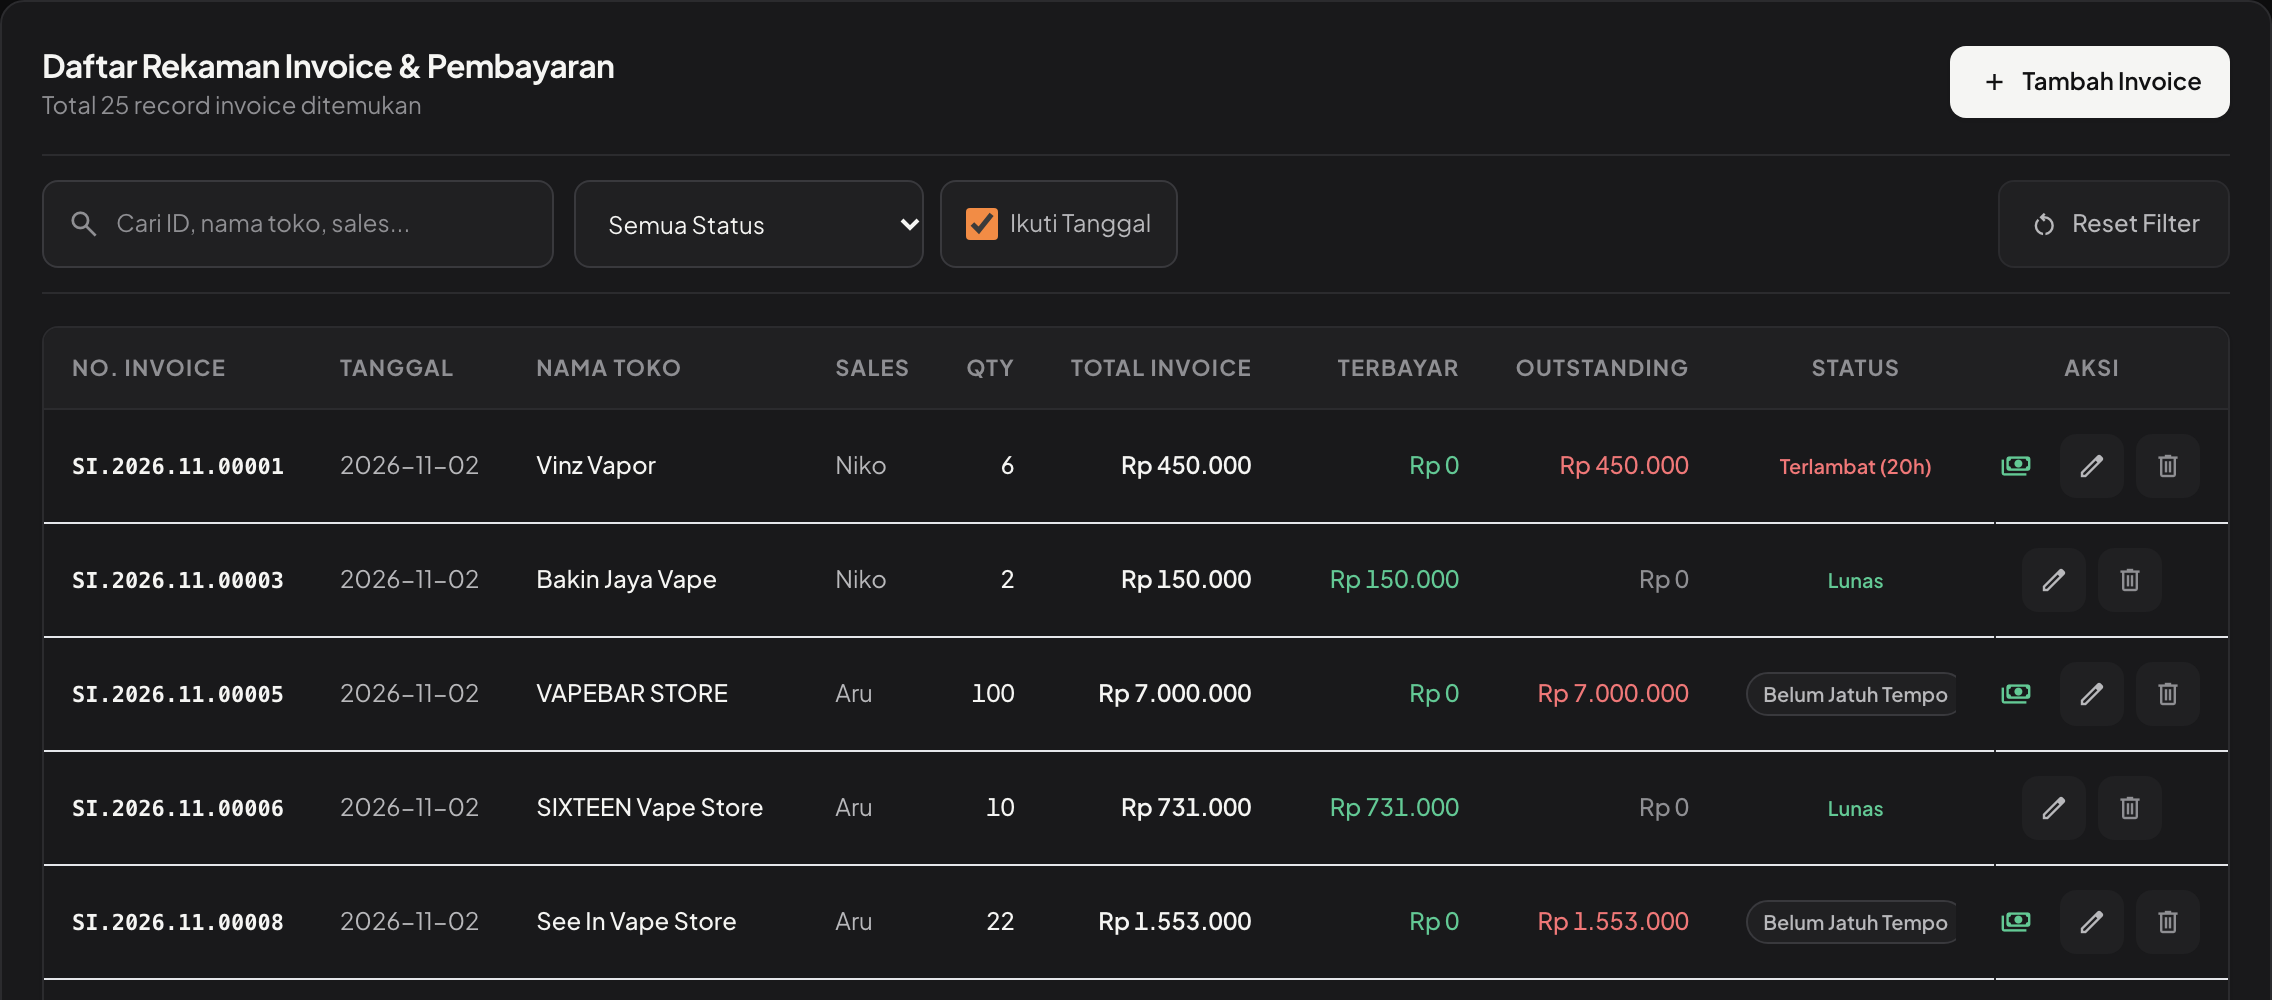 Daftar Rekaman Invoice & Pembayaran
Total 25 record invoice ditemukan
+ Tambah Invoice
Cari ID, nama toko, sales...
Semua Status
Ikuti Tanggal
Reset Filter
NO. INVOICE TANGGAL NAMA TOKO SALES QTY TOTAL INVOICE TERBAYAR OUTSTANDING STATUS AKSI
SI.2026.11.00001 2026-11-02 Vinz Vapor Niko 6 Rp 450.000 Rp 0 Rp 450.000 Terlambat (20h)
SI.2026.11.00003 2026-11-02 Bakin Jaya Vape Niko 2 Rp 150.000 Rp 150.000 Rp 0 Lunas
SI.2026.11.00005 2026-11-02 VAPEBAR STORE Aru 100 Rp 7.000.000 Rp 0 Rp 7.000.000 Belum Jatuh Tempo
SI.2026.11.00006 2026-11-02 SIXTEEN Vape Store Aru 10 Rp 731.000 Rp 731.000 Rp 0 Lunas
SI.2026.11.00008 2026-11-02 See In Vape Store Aru 22 Rp 1.553.000 Rp 0 Rp 1.553.000 Belum Jatuh Tempo